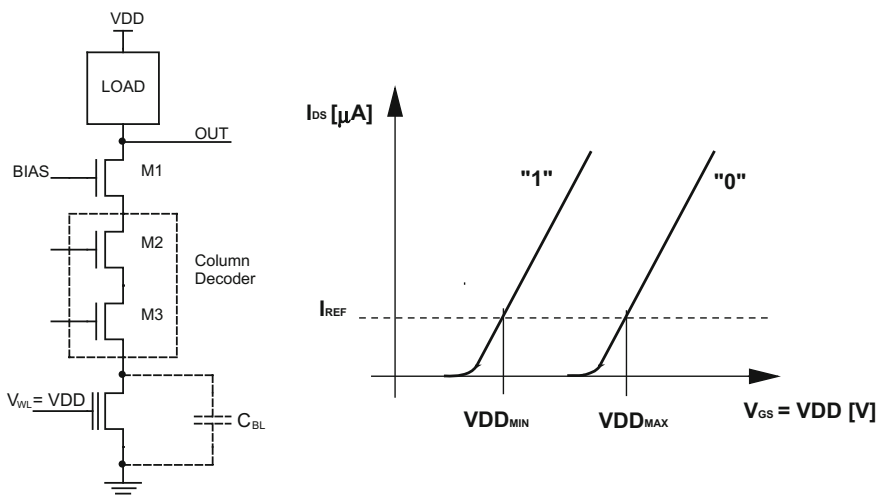 VDD
LOAD
OUT
BIAS
M1
M2
Column
Decoder
M3
VWL= VDD
CBL
IDS [µA]
"1"
"0"
IREF
VDDMIN
VDDMAX
VGS = VDD [V]